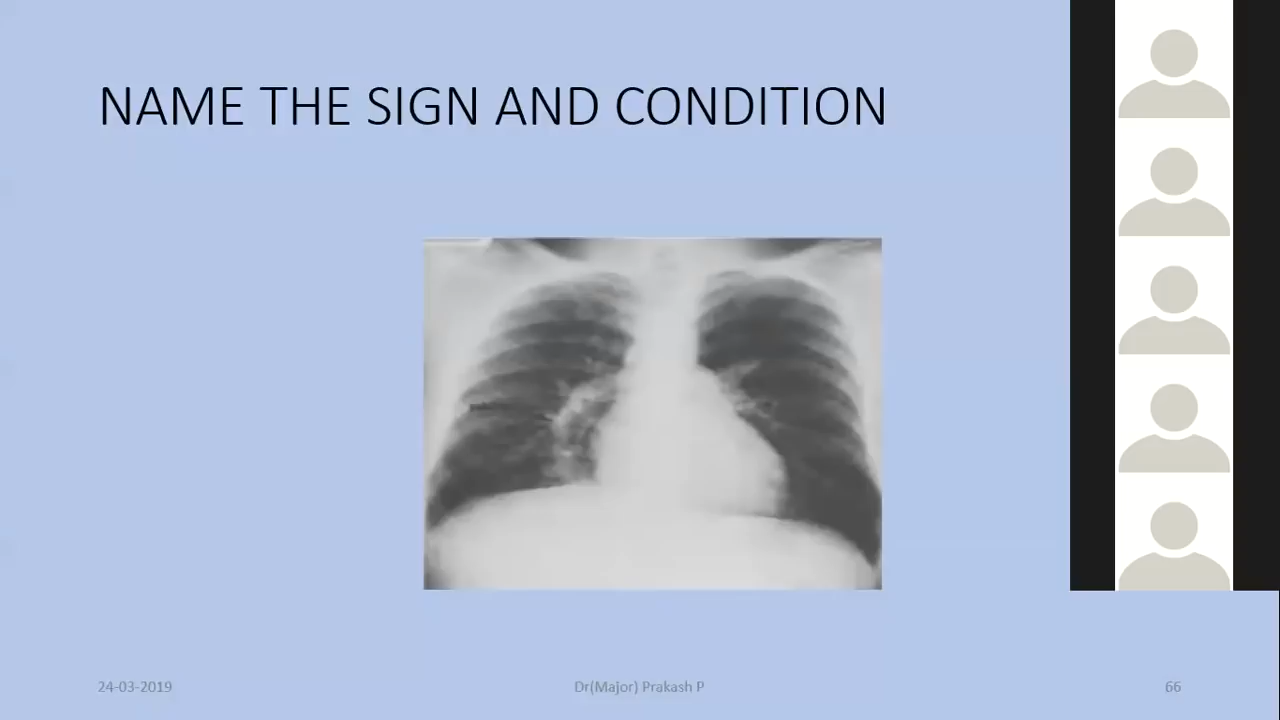 NAME THE SIGN AND CONDITION
24-03-2019
Dr(Major) Prakash P
66